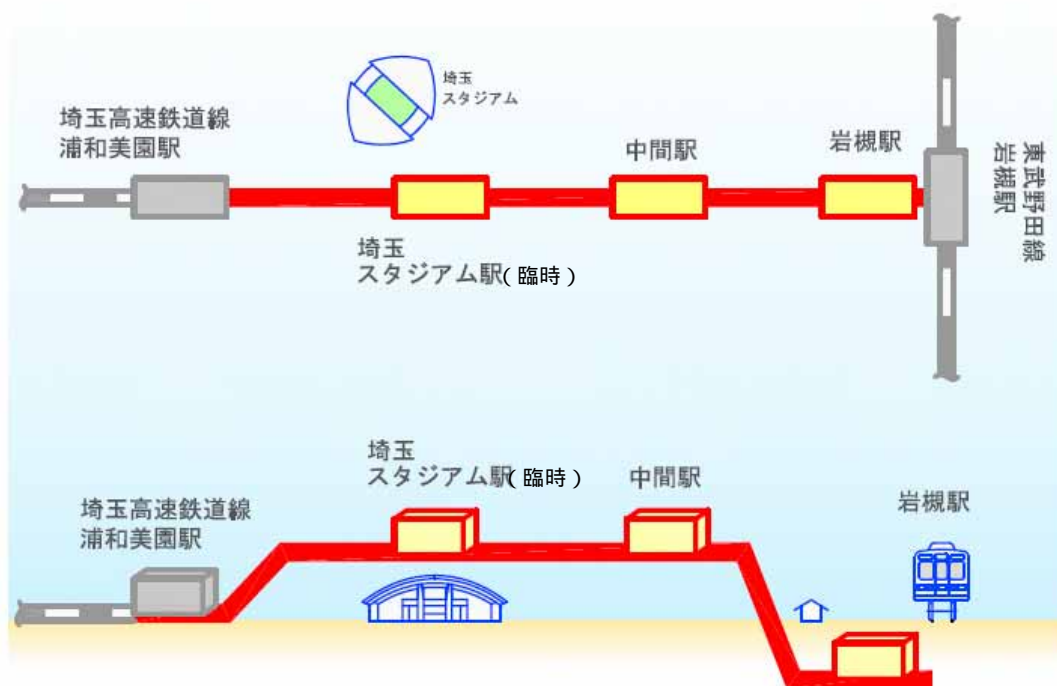 埼玉
スタジアム
埼玉高速鉄道線
浦和美園駅
中間駅
岩槻駅
東武野田線
岩槻駅
埼玉
スタジアム駅(臨時)
埼玉
スタジアム駅(臨時)
中間駅
岩槻駅
埼玉高速鉄道線
浦和美園駅